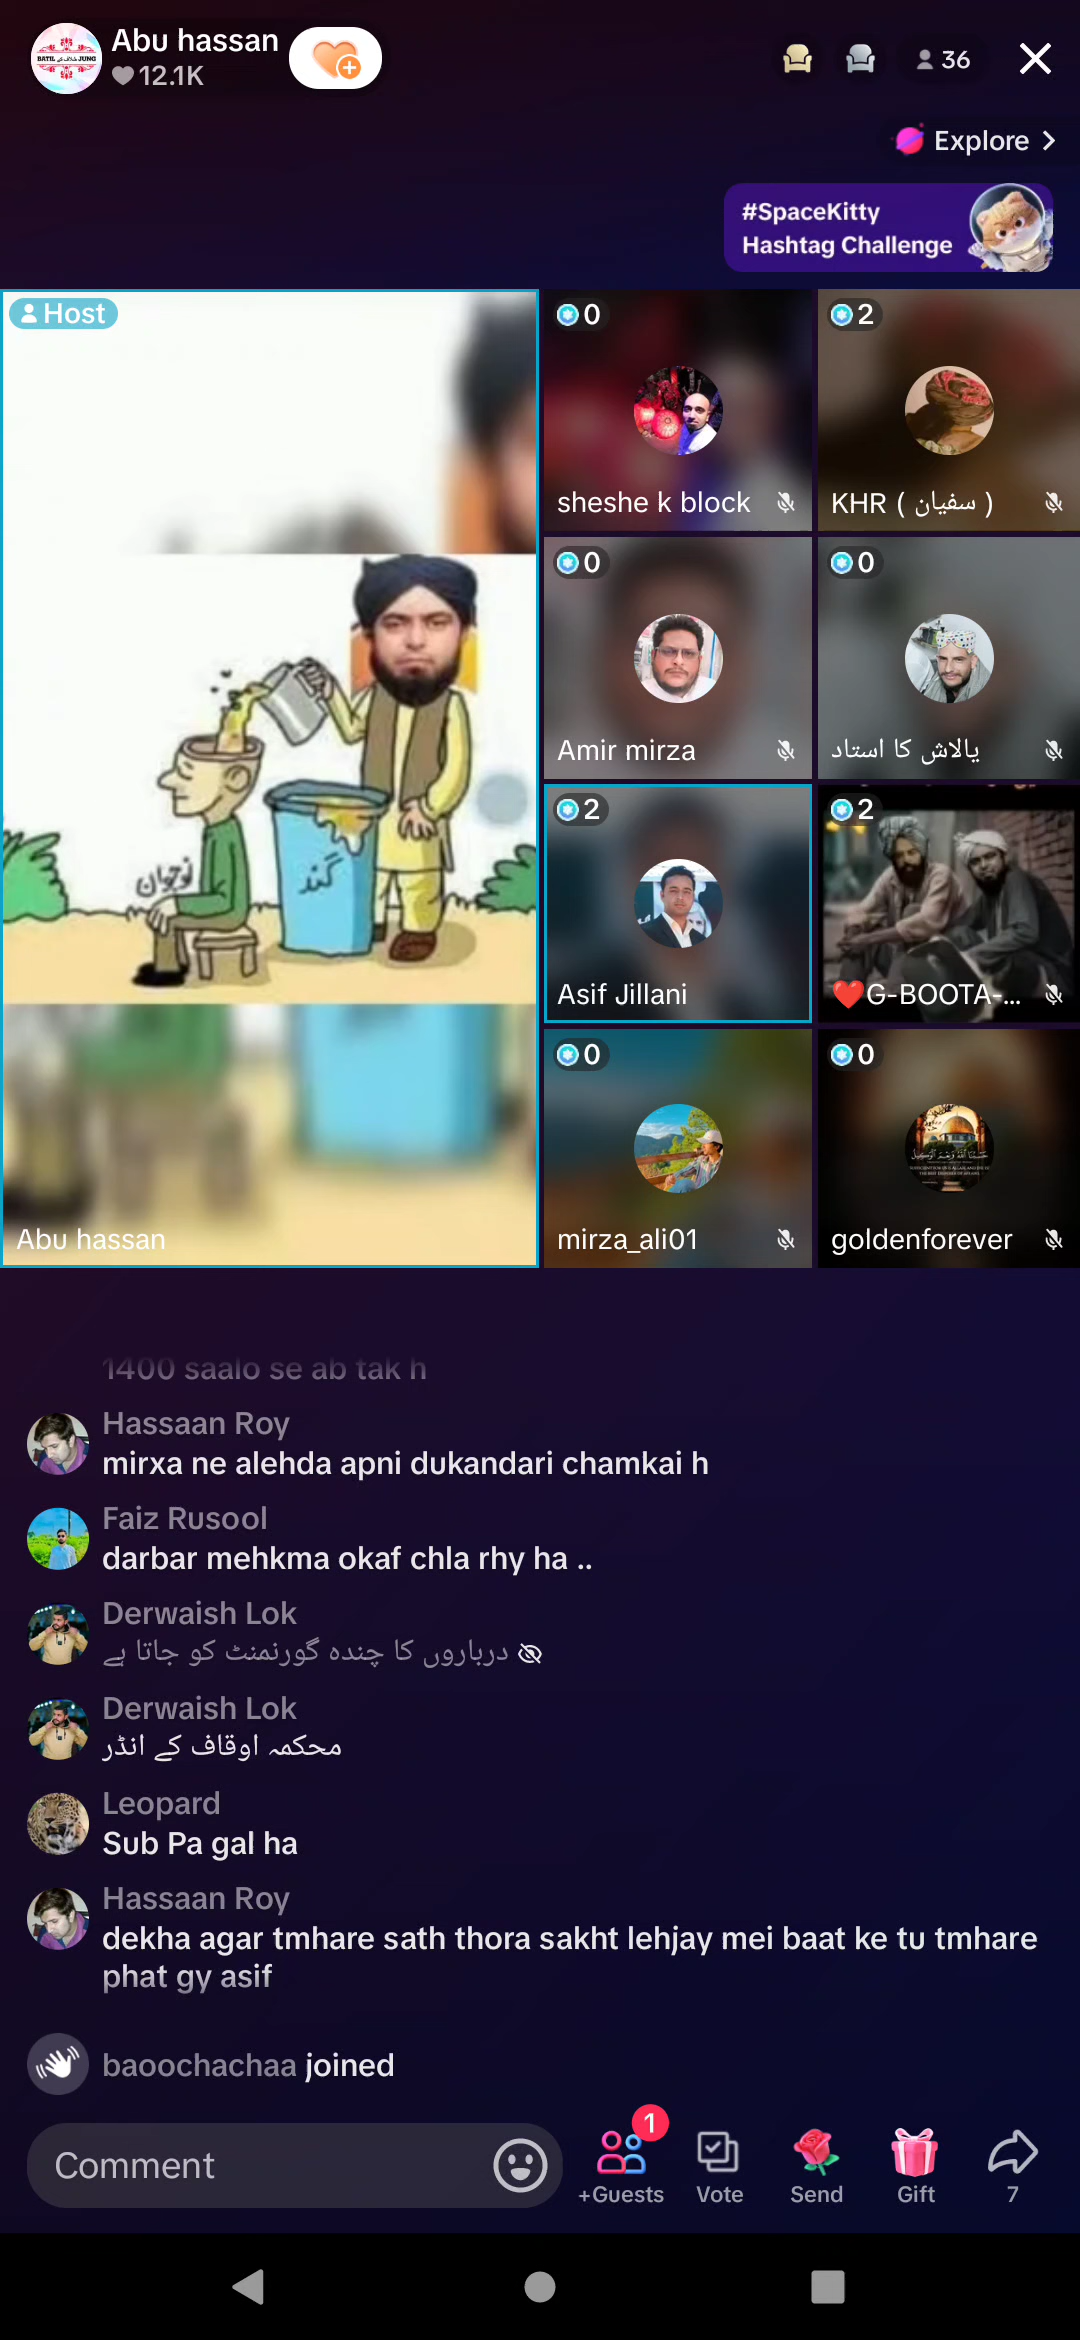 Abu hassan
12.1K
36
BATIL کے خلاف JUNG
Explore
#SpaceKitty
Hashtag Challenge
Host
نوجوان
گند
Abu hassan
0
sheshe k block
2
KHR ( سفیان )
0
Amir mirza
0
یالاش کا استاد
2
Asif Jillani
2
❤️G-BOOTA-...
0
mirza_ali01
0
goldenforever
1400 saalo se ab tak h
Hassaan Roy
mirxa ne alehda apni dukandari chamkai h
Faiz Rusool
darbar mehkma okaf chla rhy ha ..
Derwaish Lok
درباروں کا چندہ گورنمنٹ کو جاتا ہے
Derwaish Lok
محکمہ اوقاف کے انڈر
Leopard
Sub Pa gal ha
Hassaan Roy
dekha agar tmhare sath thora sakht lehjay mei baat ke tu tmhare
phat gy asif
baoochachaa joined
Comment
1
+Guests
Vote
Send
Gift
7